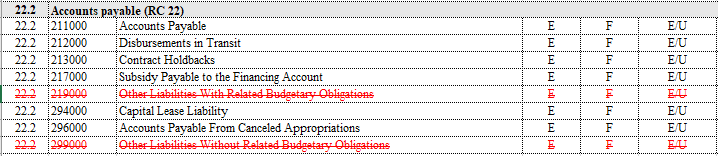 22.2 Accounts payable (RC 22)
22.2 211000 Accounts Payable E F E/U
22.2 212000 Disbursements in Transit E F E/U
22.2 213000 Contract Holdbacks E F E/U
22.2 217000 Subsidy Payable to the Financing Account E F E/U
22.2 219000 Other Liabilities With Related Budgetary Obligations E F E/U
22.2 294000 Capital Lease Liability E F E/U
22.2 296000 Accounts Payable From Canceled Appropriations E F E/U
22.2 299000 Other Liabilities Without Related Budgetary Obligations E F E/U